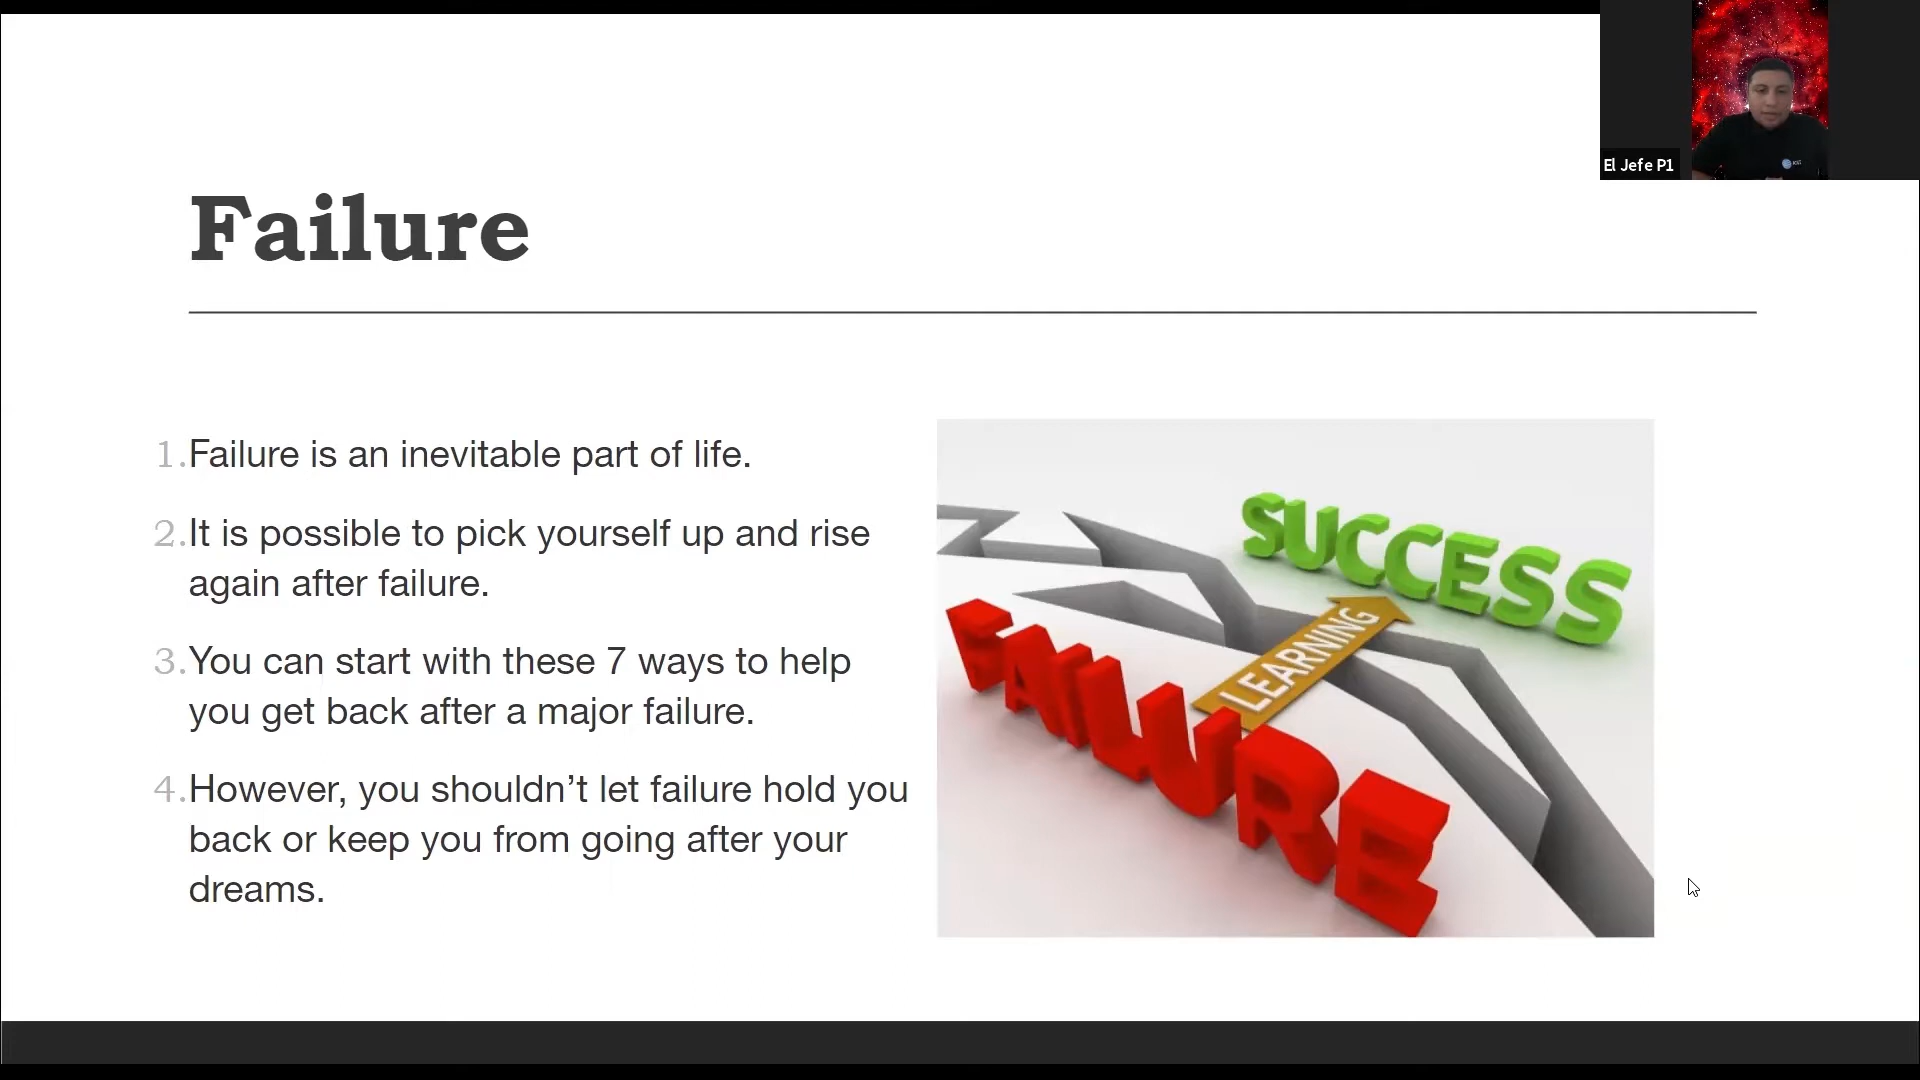 El Jefe P1
Failure
1.Failure is an inevitable part of life.
2.It is possible to pick yourself up and rise
again after failure.
3.You can start with these 7 ways to help
you get back after a major failure.
4.However, you shouldn’t let failure hold you
back or keep you from going after your
dreams.
SUCCESS
LEARNING
FAILURE